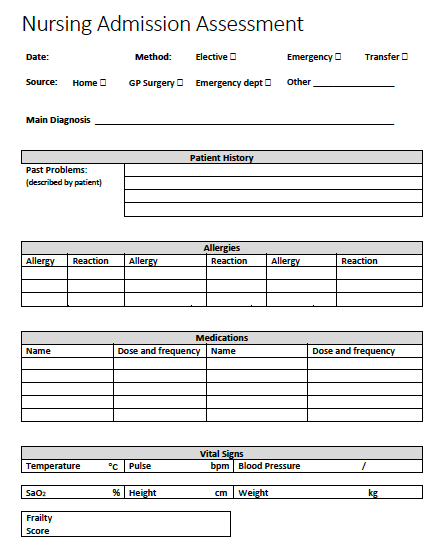 Nursing Admission Assessment
Date: Method: Elective ☐ Emergency ☐ Transfer ☐
Source: Home ☐ GP Surgery ☐ Emergency dept ☐ Other ___________
Main Diagnosis ___________
Patient History
Past Problems:
(described by patient)
Allergies
Allergy Reaction Allergy Reaction Allergy Reaction
Medications
Name Dose and frequency Name Dose and frequency
Vital Signs
Temperature °C Pulse bpm Blood Pressure /
SaO₂ % Height cm Weight kg
Frailty
Score